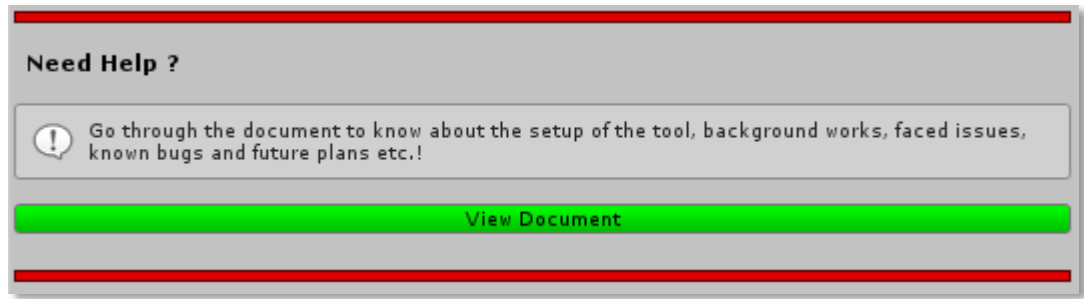 Need Help ?
Go through the document to know about the setup of the tool, background works, faced issues,
known bugs and future plans etc.!
View Document